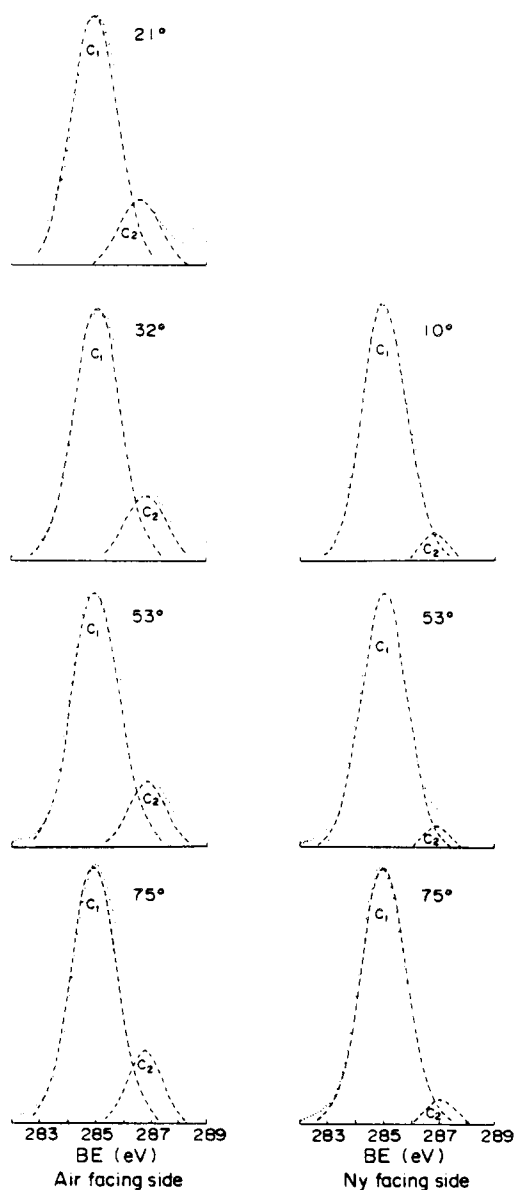 21°
C₁
C₂
32°
C₁
C₂
10°
C₁
C₂
53°
C₁
C₂
53°
C₁
C₂
75°
C₁
C₂
75°
C₁
C₂
283 285 287 289
BE (eV)
Air facing side
283 285 287 289
BE (eV)
Ny facing side